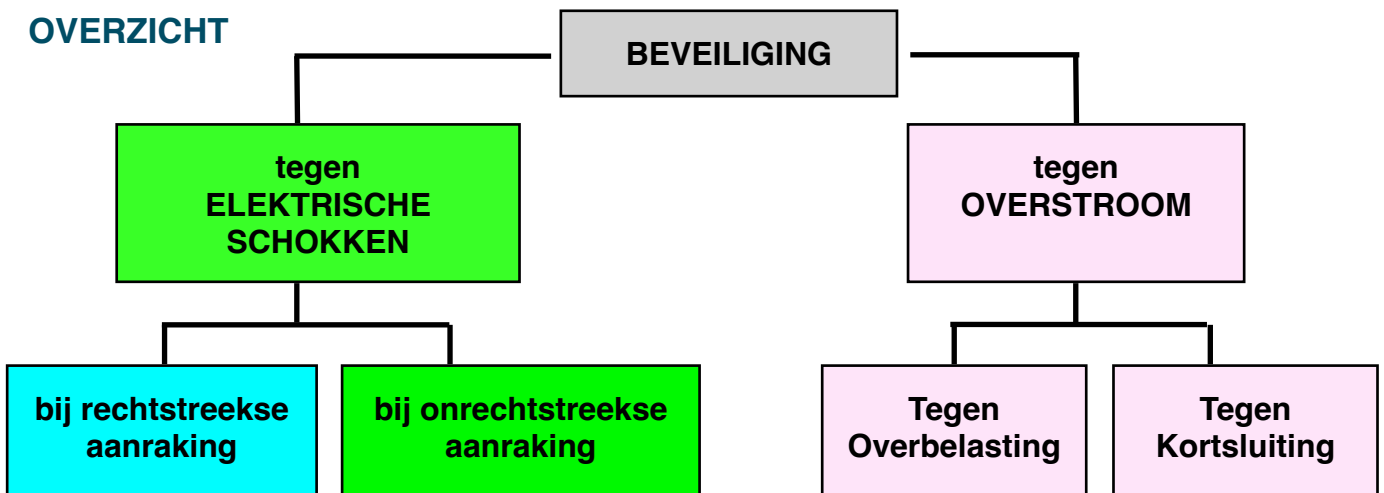 OVERZICHT
BEVEILIGING
tegen
ELEKTRISCHE
SCHOKKEN
tegen
OVERSTROOM
bij rechtstreekse
aanraking
bij onrechtstreekse
aanraking
Tegen
Overbelasting
Tegen
Kortsluiting